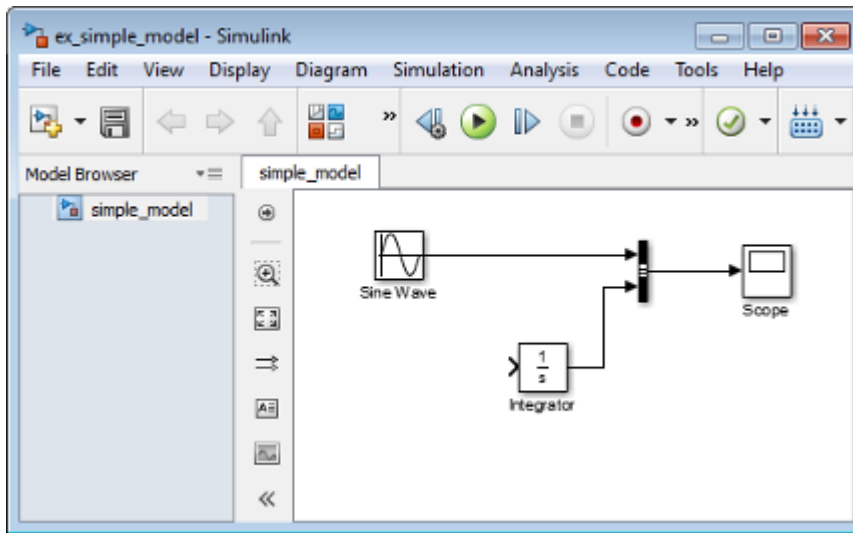 ex_simple_model - Simulink
File Edit View Display Diagram Simulation Analysis Code Tools Help
Model Browser simple_model
simple_model
Sine Wave
Scope
1
s
Integrator